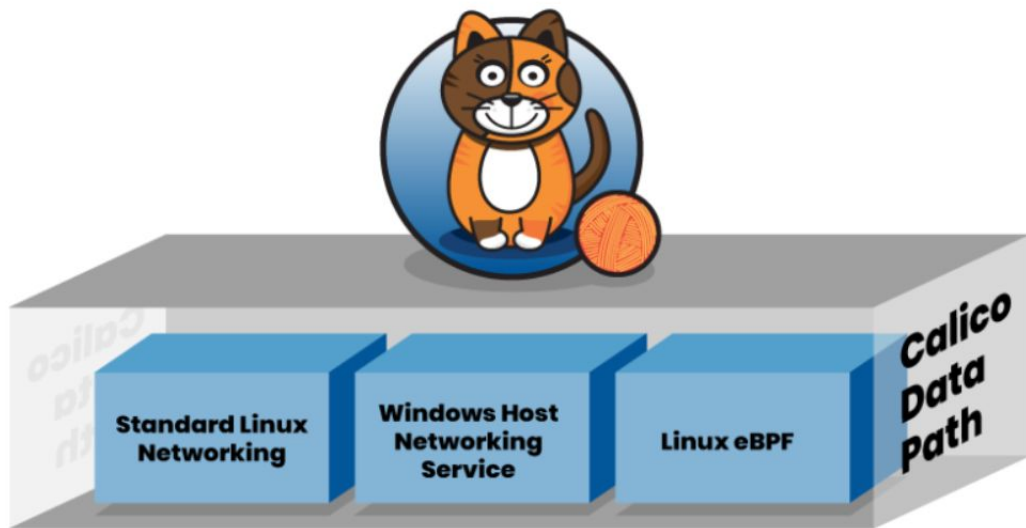 Standard Linux
Networking
Windows Host
Networking
Service
Linux eBPF
Calico
Data
Path